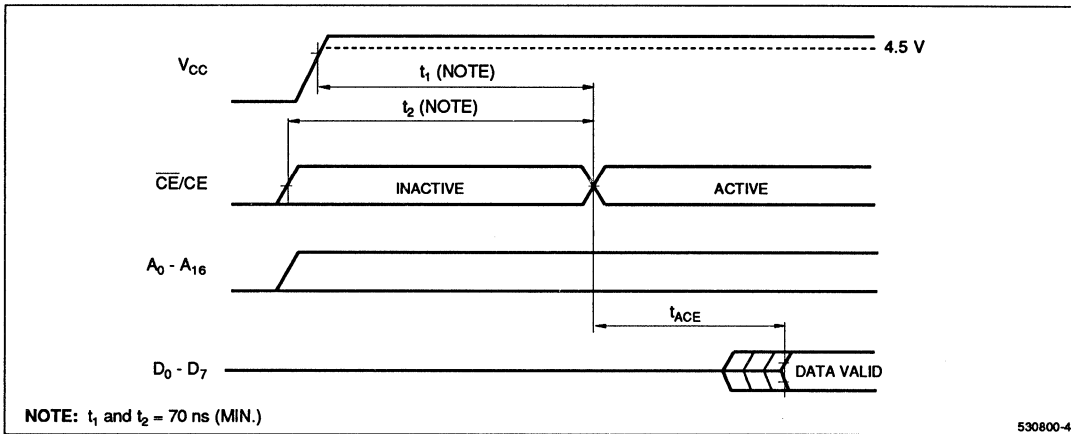 4.5 V
VCC
t1 (NOTE)
t2 (NOTE)
CE/CE
INACTIVE
ACTIVE
A0 - A16
tACE
D0 - D7
DATA VALID
NOTE: t1 and t2 = 70 ns (MIN.)
530800-4